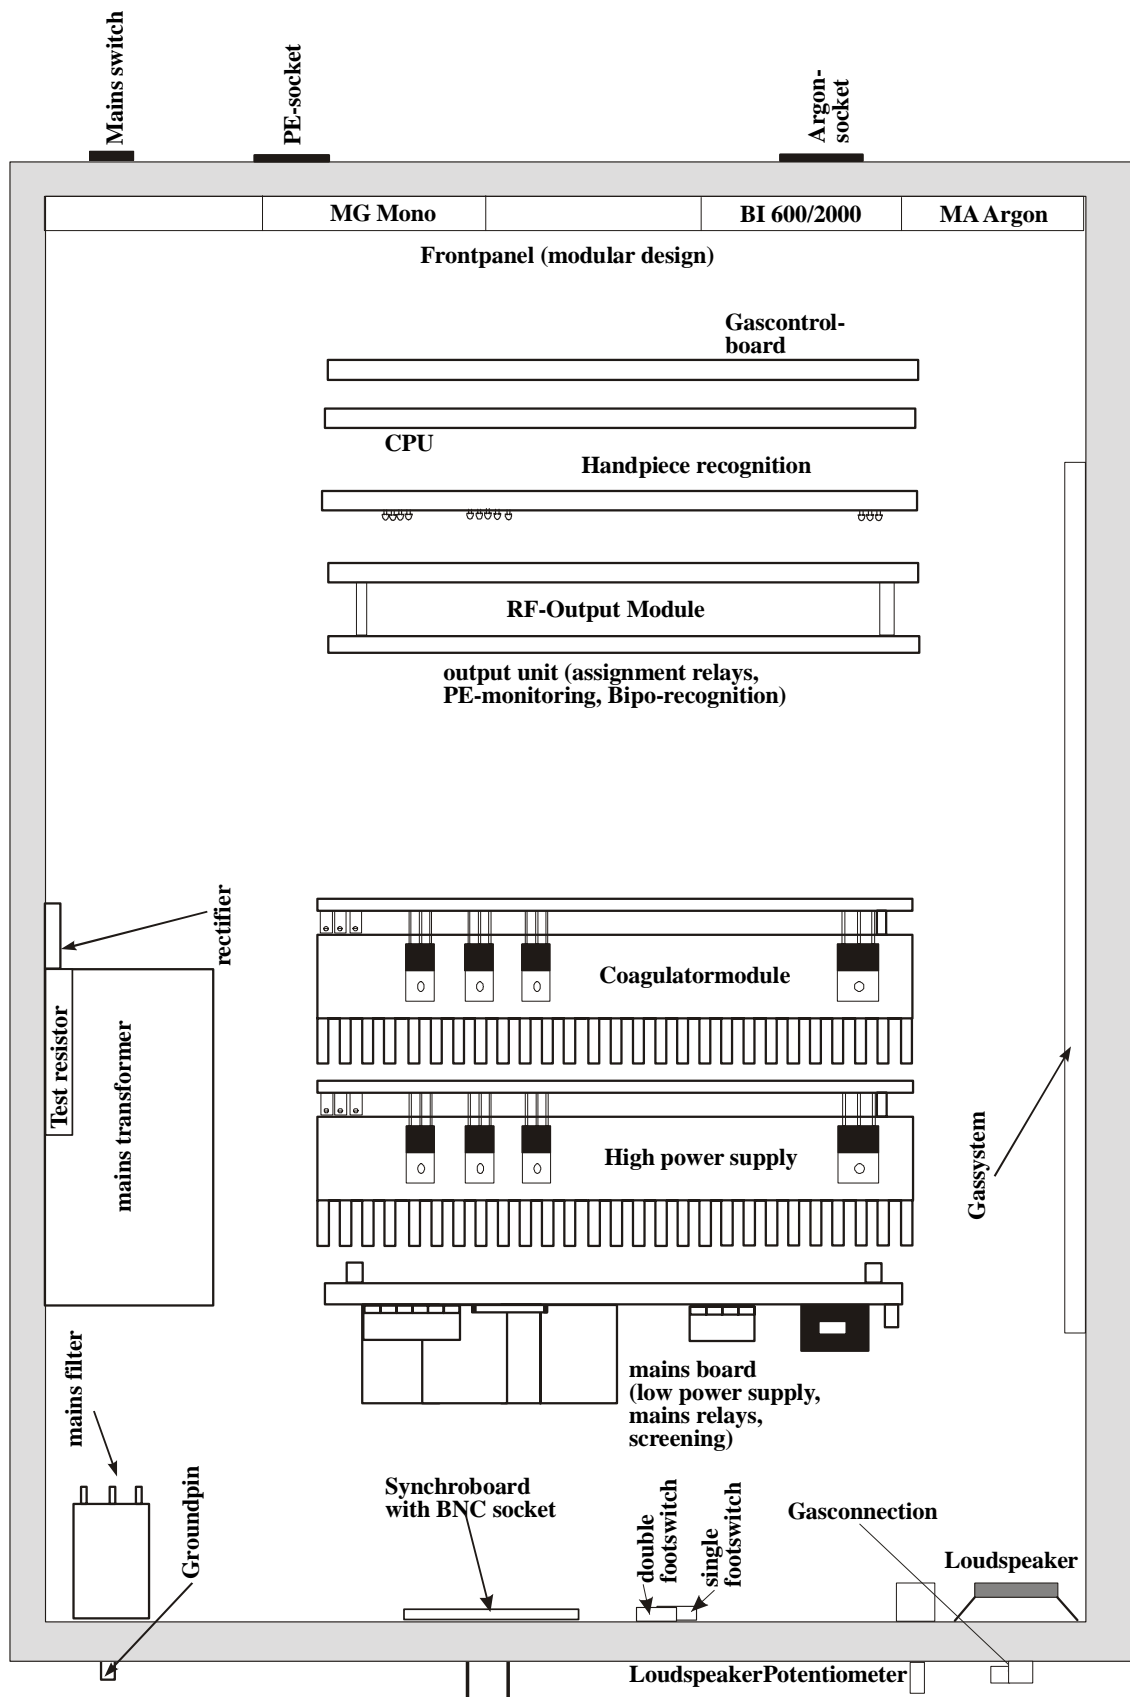 Mains switch
PE-socket
Argon-
socket
MG Mono
BI 600/2000
MA Argon
Frontpanel (modular design)
Gascontrol-
board
CPU
Handpiece recognition
RF-Output Module
output unit (assignment relays,
PE-monitoring, Bipo-recognition)
rectifier
Coagulatormodule
Test resistor
mains transformer
High power supply
Gassystem
mains board
(low power supply,
mains relays,
screening)
mains filter
Groundpin
Synchroboard
with BNC socket
double
footswitch
single
footswitch
Gasconnection
Loudspeaker
LoudspeakerPotentiometer